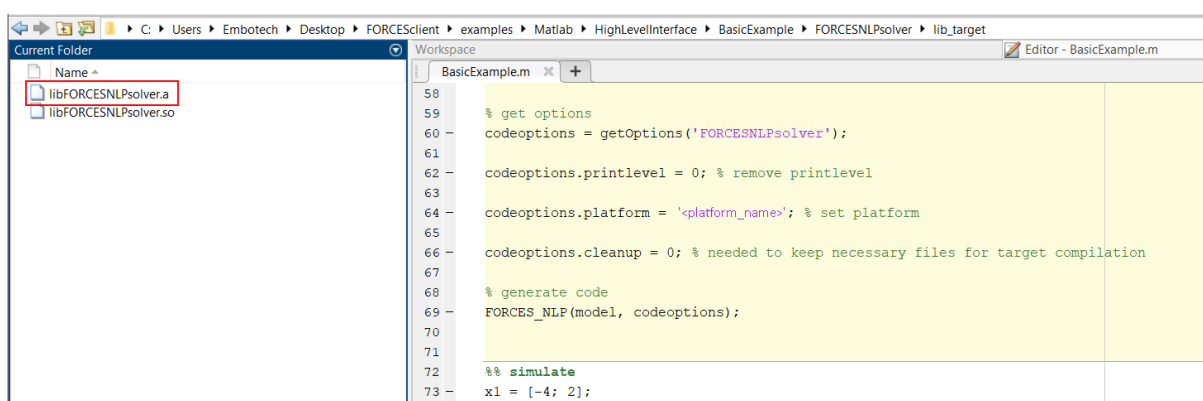 C: Users Embotech Desktop FORCESclient examples Matlab HighLevelInterface BasicExample FORCESNLPsolver lib_target
Current Folder
Workspace
Editor - BasicExample.m
Name
BasicExample.m
libFORCESNLPsolver.a
libFORCESNLPsolver.so
58
59 % get options
60 – codeoptions = getOptions('FORCESNLPsolver');
61
62 – codeoptions.printlevel = 0; % remove printlevel
63
64 – codeoptions.platform = '<platform_name>'; % set platform
65
66 – codeoptions.cleanup = 0; % needed to keep necessary files for target compilation
67
68 % generate code
69 – FORCES_NLP(model, codeoptions);
70
71
72 %% simulate
73 – x1 = [-4; 2];